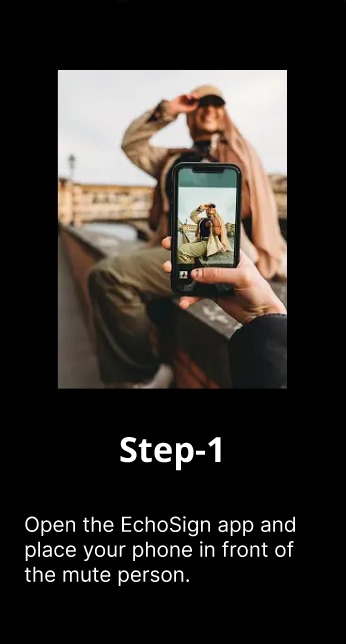 Step-1
Open the EchoSign app and
place your phone in front of
the mute person.